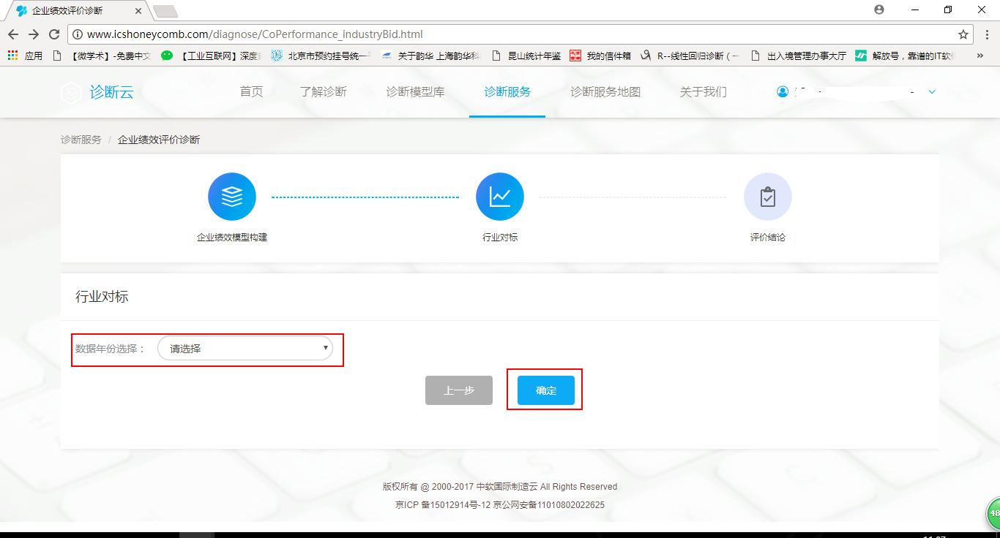 企业绩效评价诊断
www.icshoneycomb.com/diagnose/CoPerformance_industryBid.html
应用 【微学术】-免费中文 【工业互联网】深度 北京市预约挂号统一 关于韵华 上海韵华科 昆山统计年鉴 我的信件箱 R--线性回归诊断（一 出入境管理办事大厅 解放号，靠谱的IT软 »
诊断云 首页 了解诊断 诊断模型库 诊断服务 诊断服务地图 关于我们
诊断服务 / 企业绩效评价诊断
企业绩效模型构建 行业对标 评价结论
行业对标
数据年份选择： 请选择
上一步 确定
版权所有 @ 2000-2017 中软国际制造云 All Rights Reserved
京ICP 备15012914号-12 京公网安备11010802022625
48